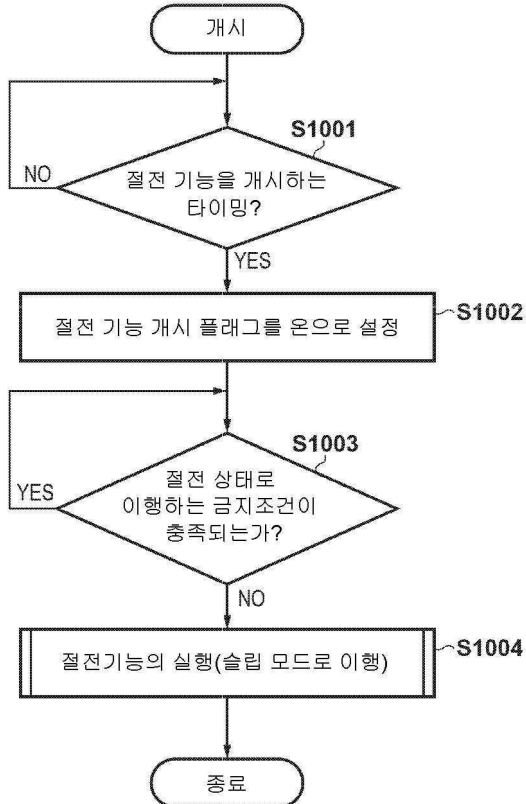 개시
S1001
절전 기능을 개시하는
타이밍?
NO
YES
S1002
절전 기능 개시 플래그를 온으로 설정
S1003
절전 상태로
이행하는 금지조건이
충족되는가?
YES
NO
S1004
절전기능의 실행(슬립 모드로 이행)
종료